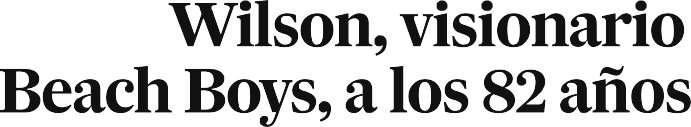 Wilson, visionario
Beach Boys, a los 82 años